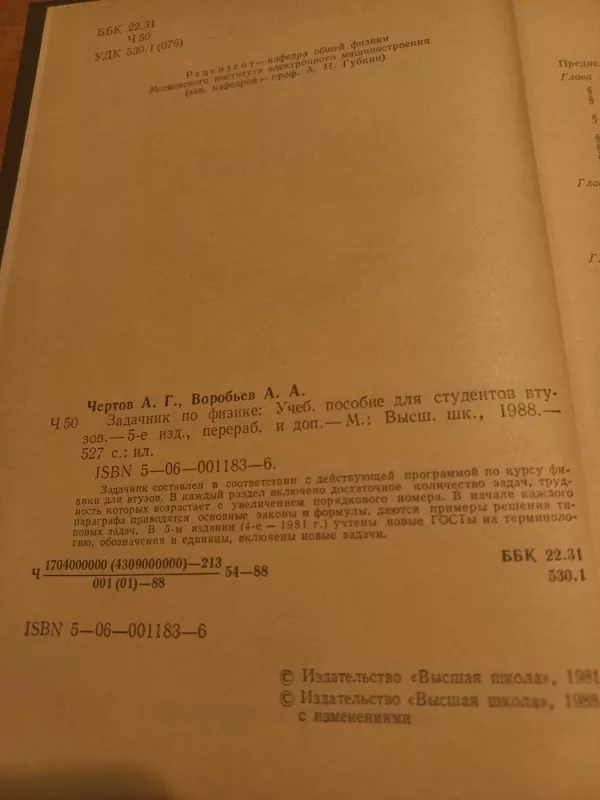 ББК 22.31
Ч 50
УДК 530.1 (076)
Рецензент — кафедра общей физики
Московского института электронного машиностроения
(зав. кафедрой — проф. А. Н. Губкин)
Чертов А. Г., Воробьев А. А.
Ч 50 Задачник по физике: Учеб. пособие для студентов вту-
зов.— 5-е изд., перераб. и доп.— М.; Высш. шк., 1988.—
527 с.: ил.
ISBN 5—06—001183—6.
Задачник составлен в соответствии с действующей программой по курсу фи-
зики для втузов. В каждый раздел включено достаточное количество задач, труд-
ность которых возрастает с увеличением порядкового номера. В начале каждого
параграфа приводятся основные законы и формулы, даются примеры решения ти-
повых задач. В 5-м издании (4-е — 1981 г.) учтены новые ГОСТы на терминоло-
гию, обозначения и единицы, включены новые задачи.
Ч 1704000000 (4309000000)—213
001 (01)—88
54—88
ББК 22.31
530.1
ISBN 5—06—001183—6
© Издательство «Высшая школа», 1981
© Издательство «Высшая школа», 1988
с изменениями
Предис
Глава
§
§
§
Глав
Г